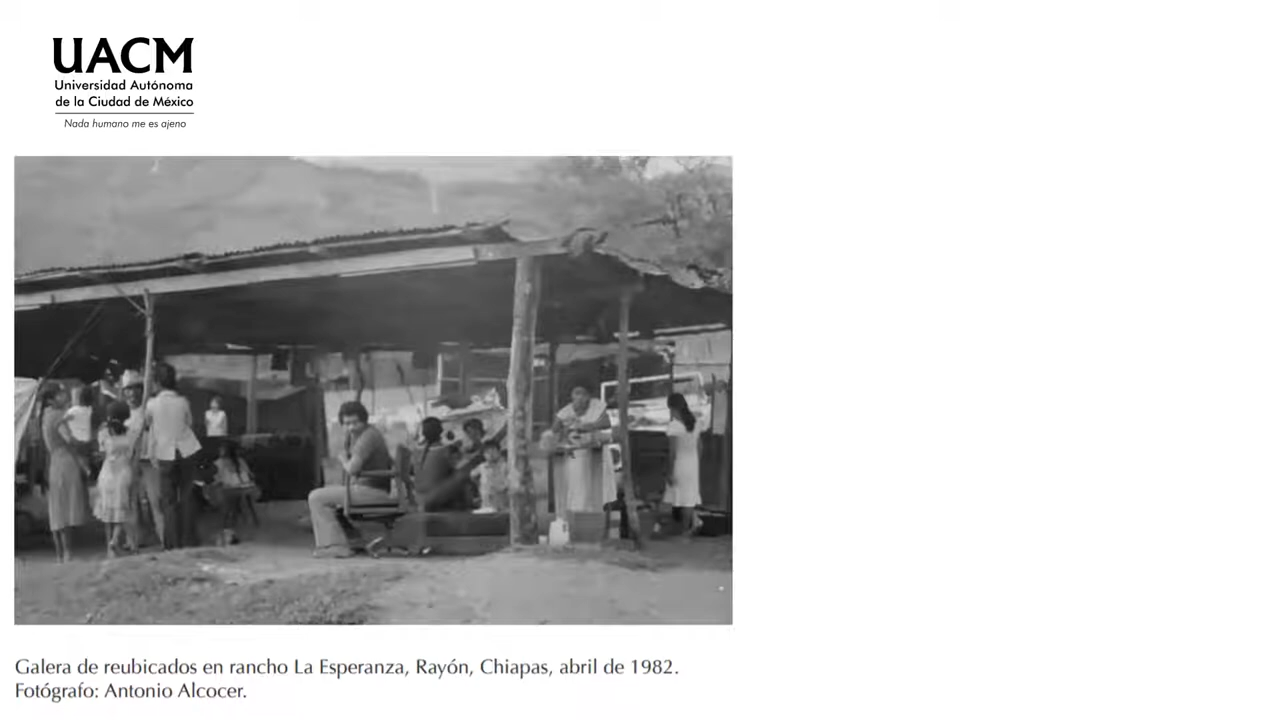 UACM
Universidad Autónoma
de la Ciudad de México
Nada humano me es ajeno
Galera de reubicados en rancho La Esperanza, Rayón, Chiapas, abril de 1982.
Fotógrafo: Antonio Alcocer.